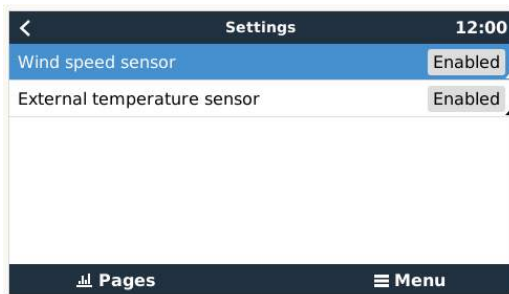 Settings 12:00
Wind speed sensor Enabled
External temperature sensor Enabled
Pages Menu